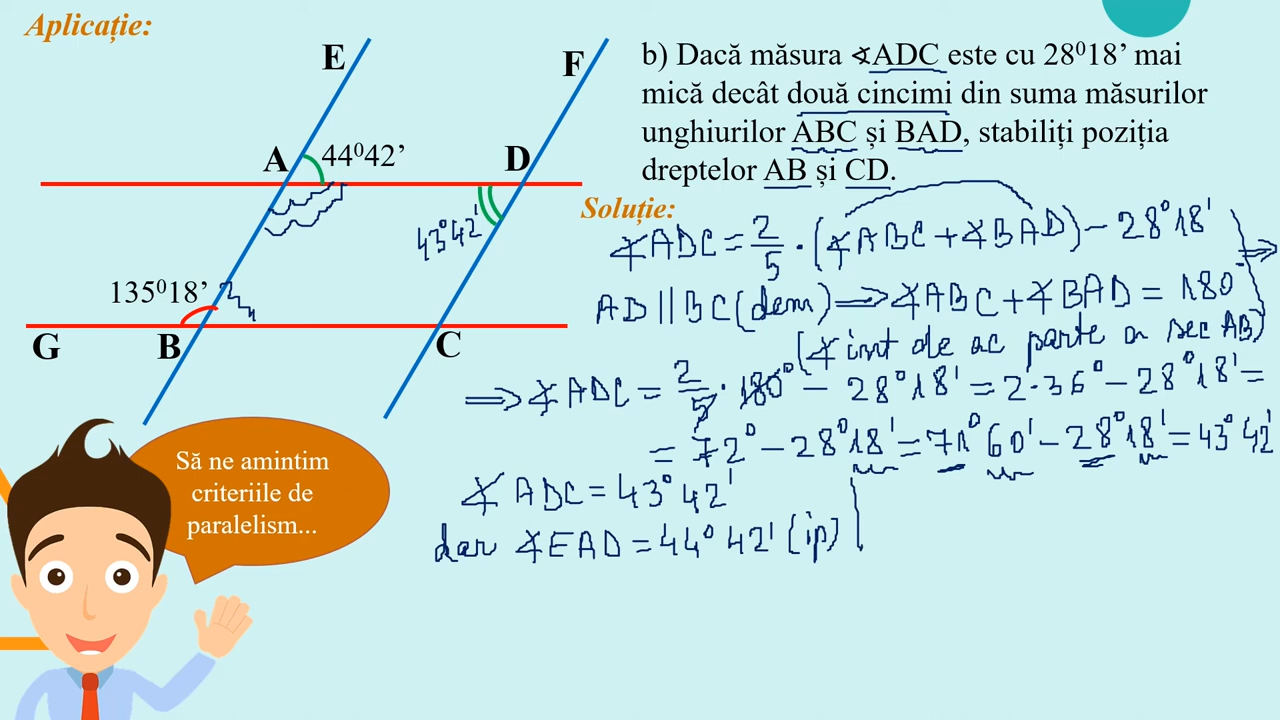 Aplicație:
E
F
A
44⁰42’
D
43°42'
135⁰18’
G
B
C
b) Dacă măsura ∢ADC este cu 28⁰18’ mai
mică decât două cincimi din suma măsurilor
unghiurilor ABC și BAD, stabiliți poziția
dreptelor AB și CD.
Soluție:
∢ADC = 2/5 · (∢ABC + ∢BAD) − 28°18' ⟹
AD ∥ BC (dem) ⟹ ∢ABC + ∢BAD = 180°
(∢ int de ac parte a sec AB)
⟹ ∢ADC = 2/5 · 180° − 28°18' = 2·36° − 28°18' =
= 72° − 28°18' = 71°60' − 28°18' = 43°42'
∢ADC = 43°42'
dar ∢EAD = 44°42' (ip)
Să ne amintim
criteriile de
paralelism...